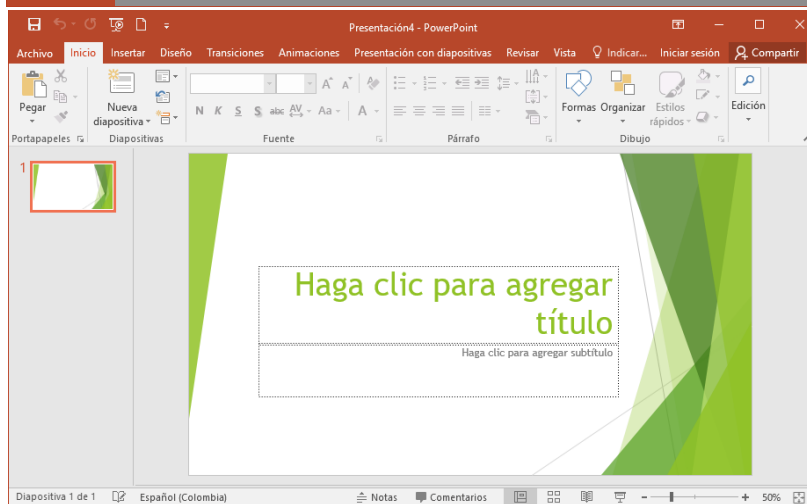 Presentación4 - PowerPoint
Archivo Inicio Insertar Diseño Transiciones Animaciones Presentación con diapositivas Revisar Vista Indicar... Iniciar sesión Compartir
Pegar
Nueva diapositiva
N K S S abc AV Aa A
Formas Organizar Estilos rápidos
Edición
Portapapeles Diapositivas Fuente Párrafo Dibujo
1
Haga clic para agregar
título
Haga clic para agregar subtítulo
Diapositiva 1 de 1 Español (Colombia) Notas Comentarios 50%